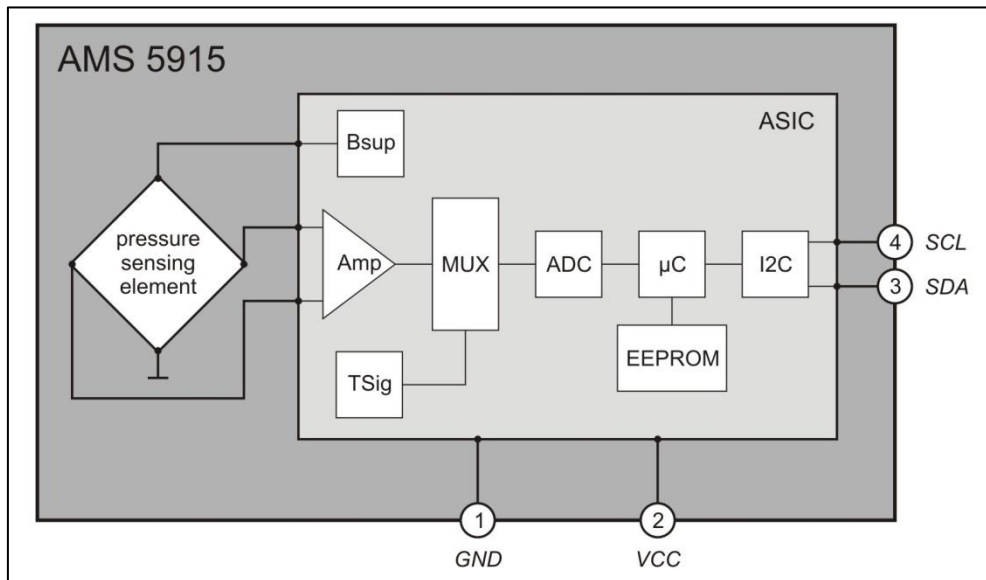 AMS 5915
ASIC
Bsup
pressure
sensing
element
Amp
MUX
ADC
µC
I2C
4 SCL
3 SDA
TSig
EEPROM
1
GND
2
VCC